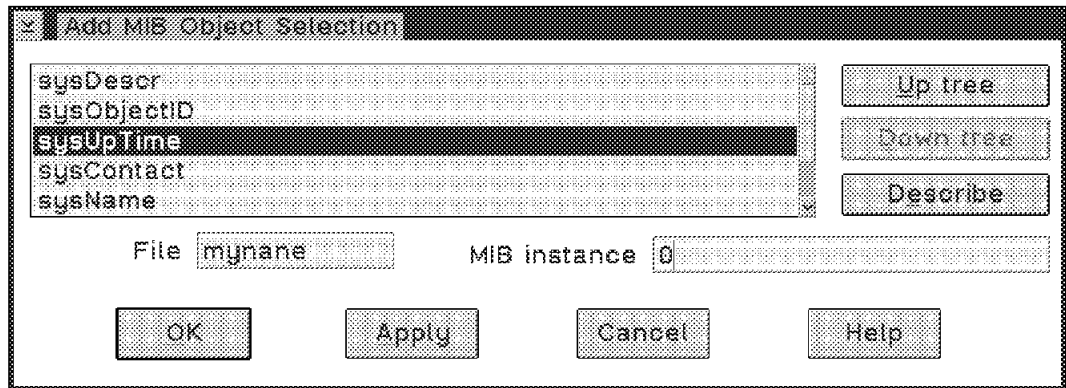 Add MIB Object Selection
sysDescr
sysObjectID
sysUpTime
sysContact
sysName
Up tree
Down tree
Describe
File mynane MIB instance 0
OK Apply Cancel Help